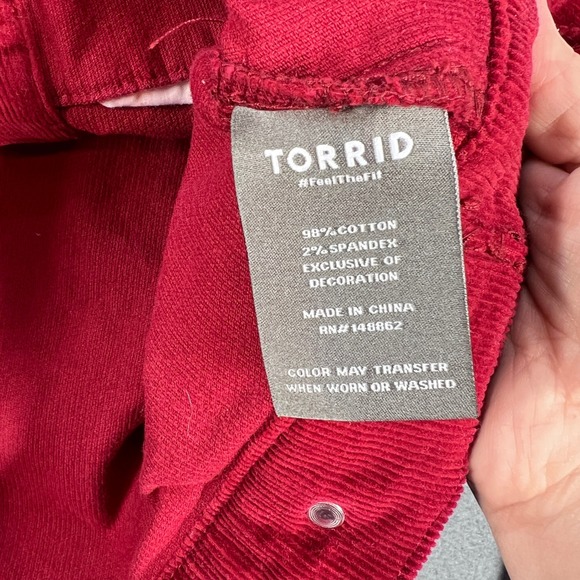 TORRID
#FeelTheFit
98% COTTON
2% SPANDEX
EXCLUSIVE OF
DECORATION
MADE IN CHINA
RN# 148862
COLOR MAY TRANSFER
WHEN WORN OR WASHED